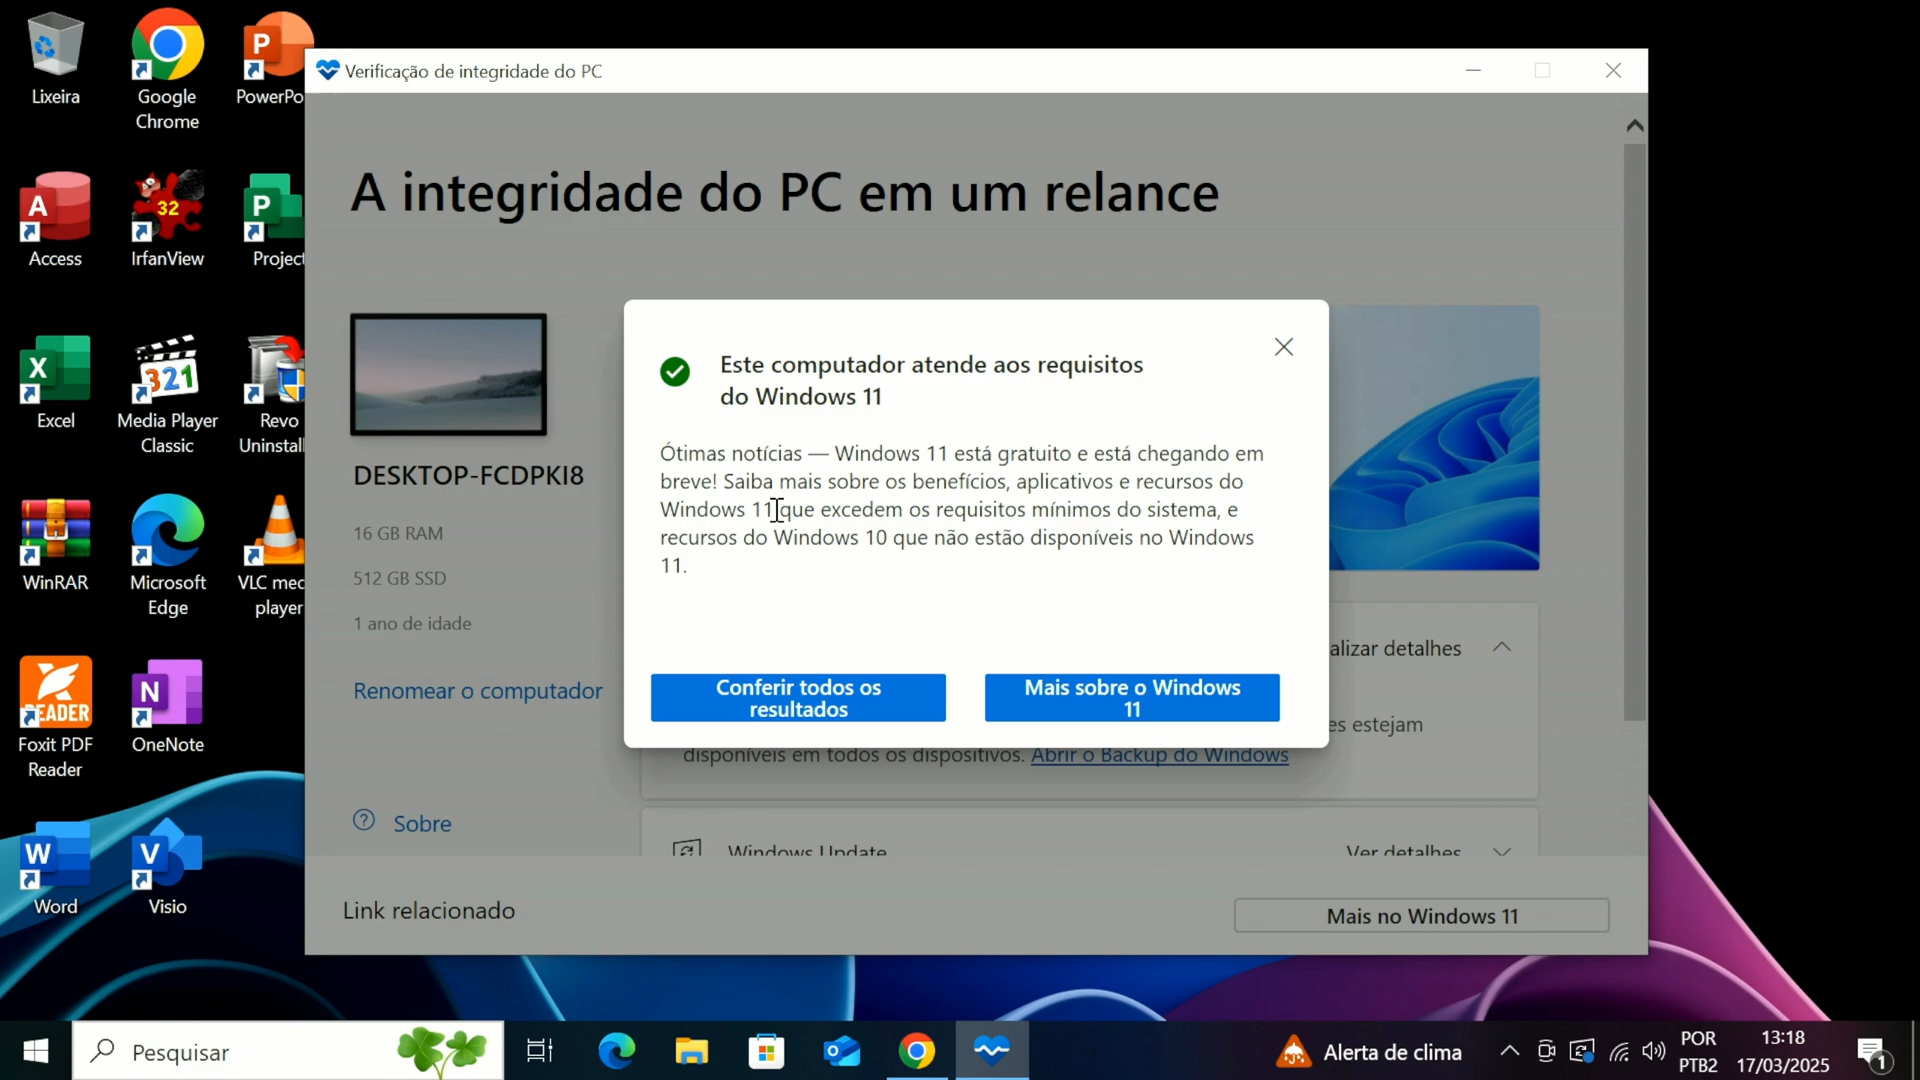 Lixeira
Google
Chrome
PowerPo
Access
IrfanView
32
Project
Excel
321
Media Player
Classic
Revo
Uninstall
WinRAR
Microsoft
Edge
VLC med
player
READER
Foxit PDF
Reader
OneNote
Word
Visio
Verificação de integridade do PC
A integridade do PC em um relance
DESKTOP-FCDPKI8
16 GB RAM
512 GB SSD
1 ano de idade
Renomear o computador
Sobre
Este computador atende aos requisitos
do Windows 11
Ótimas notícias — Windows 11 está gratuito e está chegando em
breve! Saiba mais sobre os benefícios, aplicativos e recursos do
Windows 11 que excedem os requisitos mínimos do sistema, e
recursos do Windows 10 que não estão disponíveis no Windows
11.
Conferir todos os
resultados
Mais sobre o Windows
11
alizar detalhes
es estejam
disponíveis em todos os dispositivos. Abrir o Backup do Windows
Windows Update
Ver detalhes
Link relacionado
Mais no Windows 11
Pesquisar
Alerta de clima
POR
PTB2
13:18
17/03/2025
1